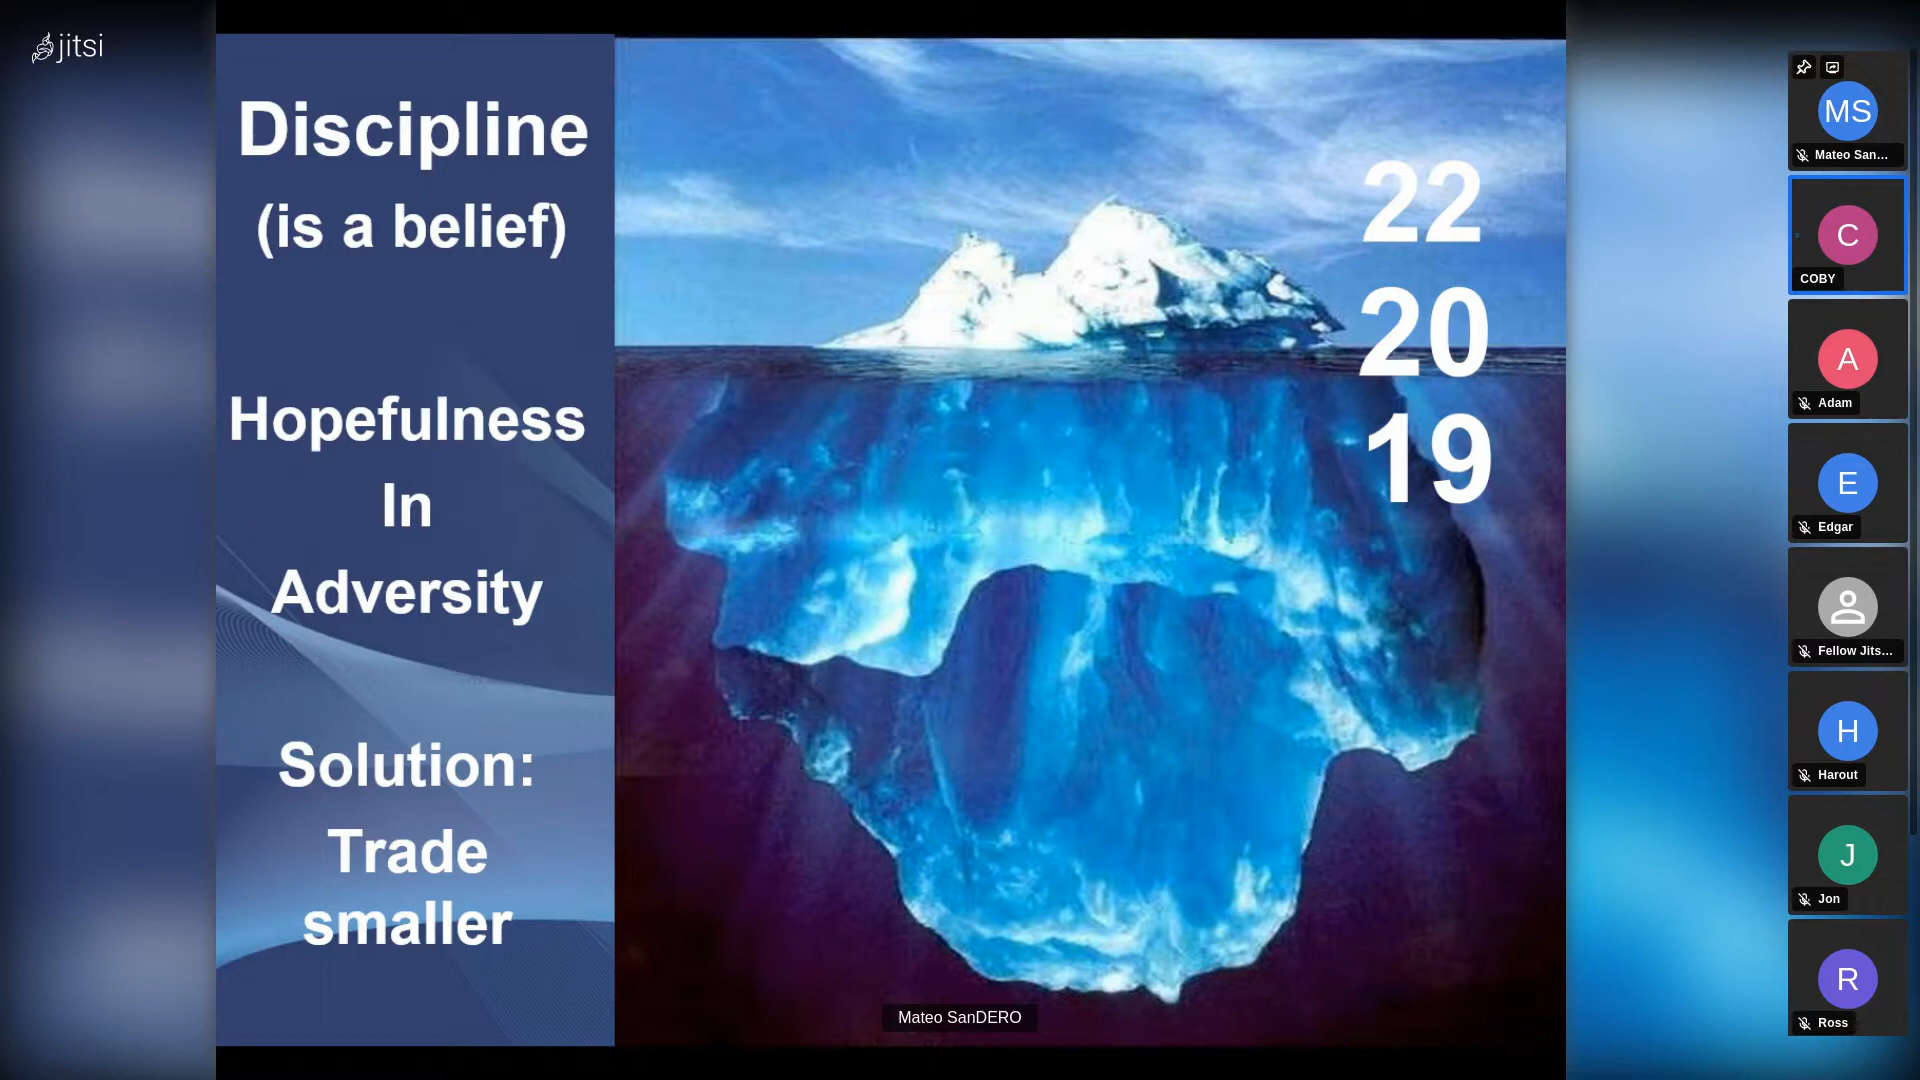 jitsi
Discipline
(is a belief)
Hopefulness
In
Adversity
Solution:
Trade
smaller
22
20
19
Mateo SanDERO
MS
Mateo San...
C
COBY
A
Adam
E
Edgar
Fellow Jits...
H
Harout
J
Jon
R
Ross